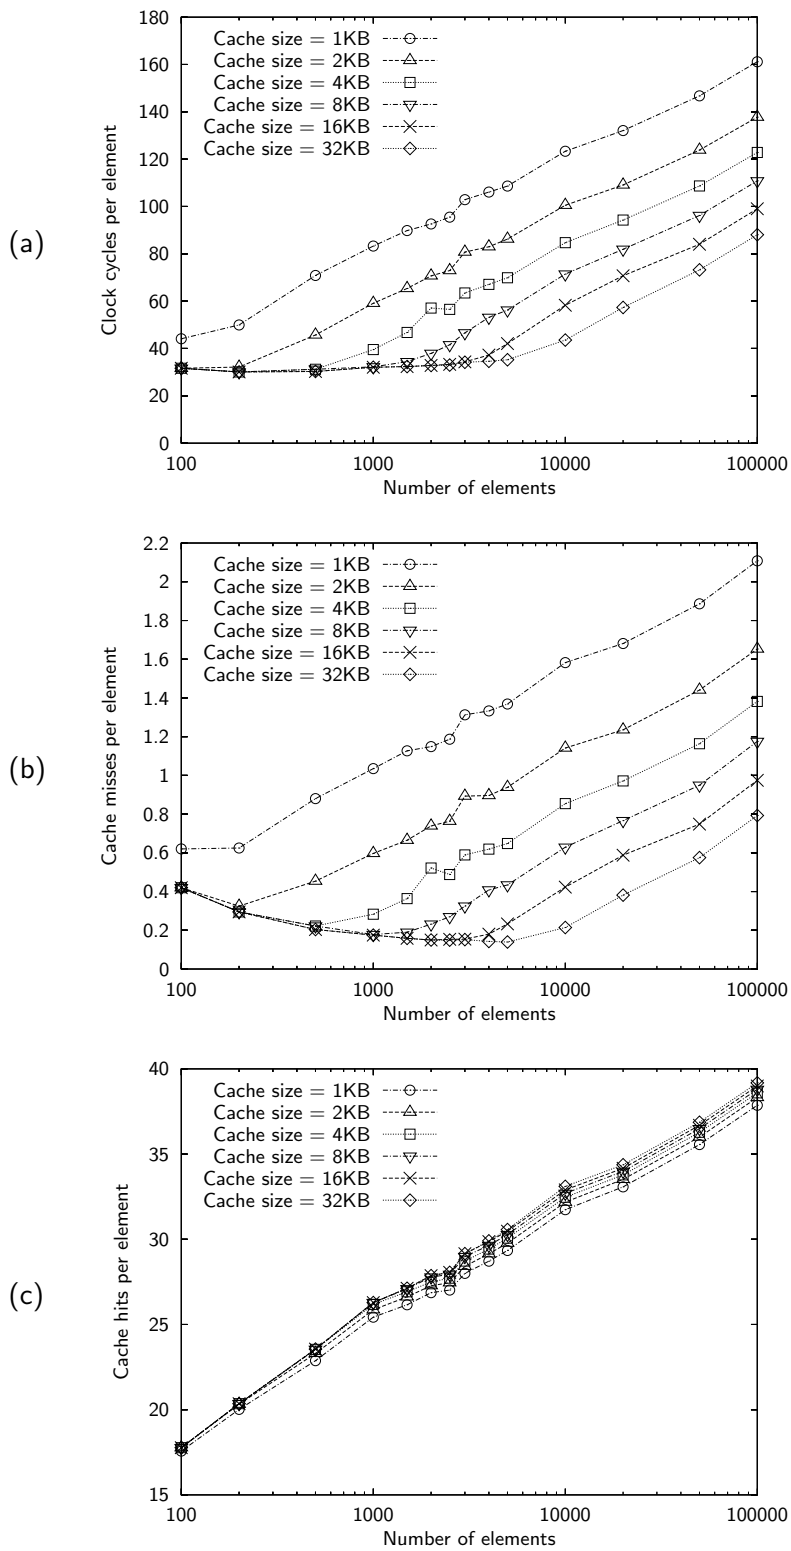 (a)
Clock cycles per element
160
140
120
100
80
60
40
20
0
Cache size = 1KB
Cache size = 2KB
Cache size = 4KB
Cache size = 8KB
Cache size = 16KB
Cache size = 32KB
100 1000 10000 100000
Number of elements
(b)
Cache misses per element
2.2
2
1.8
1.6
1.4
1.2
1
0.8
0.6
0.4
0.2
0
Cache size = 1KB
Cache size = 2KB
Cache size = 4KB
Cache size = 8KB
Cache size = 16KB
Cache size = 32KB
100 1000 10000 100000
Number of elements
(c)
Cache hits per element
40
35
30
25
20
15
Cache size = 1KB
Cache size = 2KB
Cache size = 4KB
Cache size = 8KB
Cache size = 16KB
Cache size = 32KB
100 1000 10000 100000
Number of elements